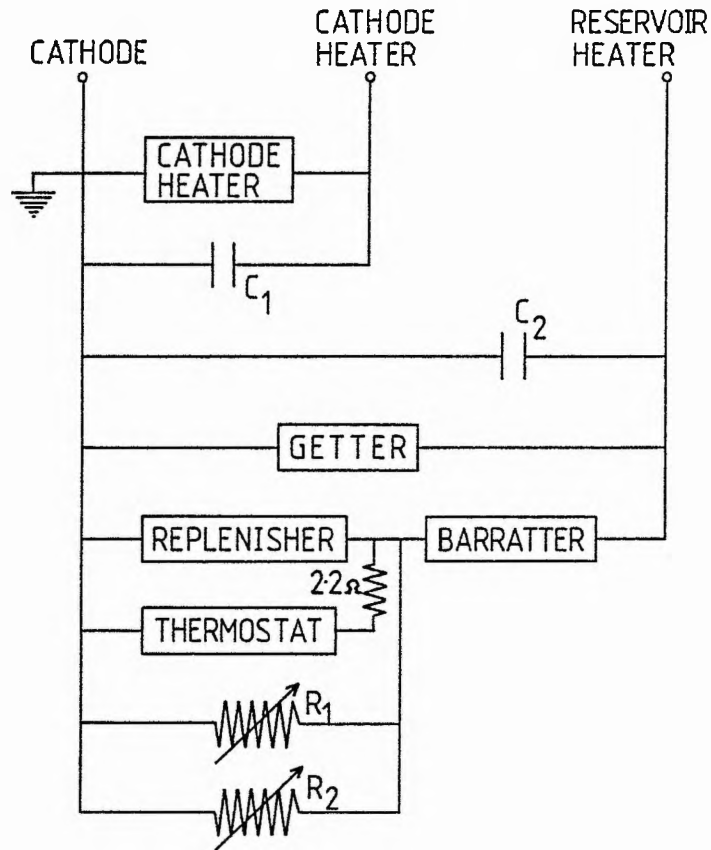 CATHODE
CATHODE
HEATER
RESERVOIR
HEATER
CATHODE
HEATER
C1
C2
GETTER
REPLENISHER
BARRATTER
2·2Ω
THERMOSTAT
R1
R2